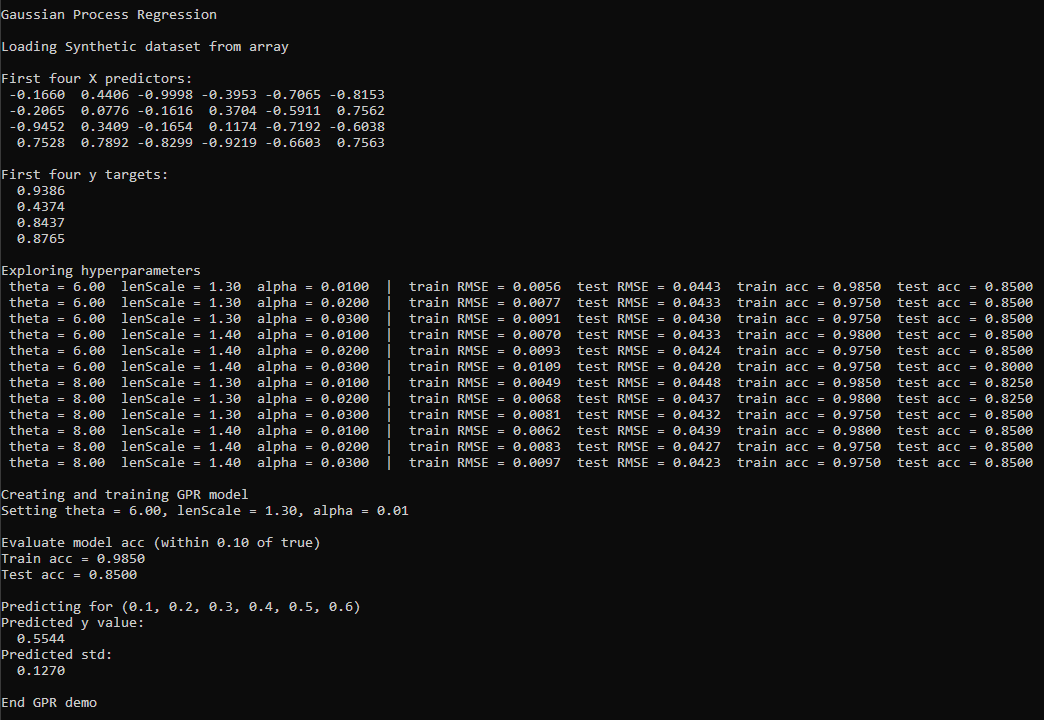 Gaussian Process Regression
Loading Synthetic dataset from array
First four X predictors:
-0.1660  0.4406 -0.9998 -0.3953 -0.7065 -0.8153
-0.2065  0.0776 -0.1616  0.3704 -0.5911  0.7562
-0.9452  0.3409 -0.1654  0.1174 -0.7192 -0.6038
0.7528  0.7892 -0.8299 -0.9219 -0.6603  0.7563
First four y targets:
0.9386
0.4374
0.8437
0.8765
Exploring hyperparameters
theta = 6.00  lenScale = 1.30  alpha = 0.0100  |  train RMSE = 0.0056  test RMSE = 0.0443  train acc = 0.9850  test acc = 0.8500
theta = 6.00  lenScale = 1.30  alpha = 0.0200  |  train RMSE = 0.0077  test RMSE = 0.0433  train acc = 0.9750  test acc = 0.8500
theta = 6.00  lenScale = 1.30  alpha = 0.0300  |  train RMSE = 0.0091  test RMSE = 0.0430  train acc = 0.9750  test acc = 0.8500
theta = 6.00  lenScale = 1.40  alpha = 0.0100  |  train RMSE = 0.0070  test RMSE = 0.0433  train acc = 0.9800  test acc = 0.8500
theta = 6.00  lenScale = 1.40  alpha = 0.0200  |  train RMSE = 0.0093  test RMSE = 0.0424  train acc = 0.9750  test acc = 0.8500
theta = 6.00  lenScale = 1.40  alpha = 0.0300  |  train RMSE = 0.0109  test RMSE = 0.0420  train acc = 0.9750  test acc = 0.8000
theta = 8.00  lenScale = 1.30  alpha = 0.0100  |  train RMSE = 0.0049  test RMSE = 0.0448  train acc = 0.9850  test acc = 0.8250
theta = 8.00  lenScale = 1.30  alpha = 0.0200  |  train RMSE = 0.0068  test RMSE = 0.0437  train acc = 0.9800  test acc = 0.8250
theta = 8.00  lenScale = 1.30  alpha = 0.0300  |  train RMSE = 0.0081  test RMSE = 0.0432  train acc = 0.9750  test acc = 0.8500
theta = 8.00  lenScale = 1.40  alpha = 0.0100  |  train RMSE = 0.0062  test RMSE = 0.0439  train acc = 0.9800  test acc = 0.8500
theta = 8.00  lenScale = 1.40  alpha = 0.0200  |  train RMSE = 0.0083  test RMSE = 0.0427  train acc = 0.9750  test acc = 0.8500
theta = 8.00  lenScale = 1.40  alpha = 0.0300  |  train RMSE = 0.0097  test RMSE = 0.0423  train acc = 0.9750  test acc = 0.8500
Creating and training GPR model
Setting theta = 6.00, lenScale = 1.30, alpha = 0.01
Evaluate model acc (within 0.10 of true)
Train acc = 0.9850
Test acc = 0.8500
Predicting for (0.1, 0.2, 0.3, 0.4, 0.5, 0.6)
Predicted y value:
0.5544
Predicted std:
0.1270
End GPR demo